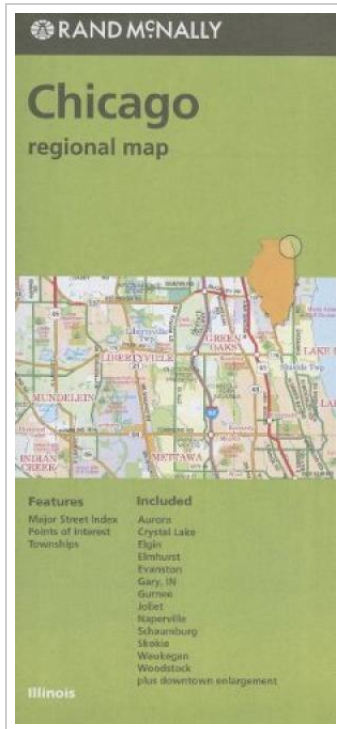 RAND McNALLY
Chicago
regional map
LIBERTYVILLE
GREEN
OAKS
MUNDELEIN
INDIAN
CREEK
METTAWA
Features
Major Street Index
Points of Interest
Townships
Included
Aurora
Crystal Lake
Elgin
Elmhurst
Evanston
Gary, IN
Gurnee
Joliet
Naperville
Schaumburg
Skokie
Waukegan
Woodstock
plus downtown enlargement
Illinois